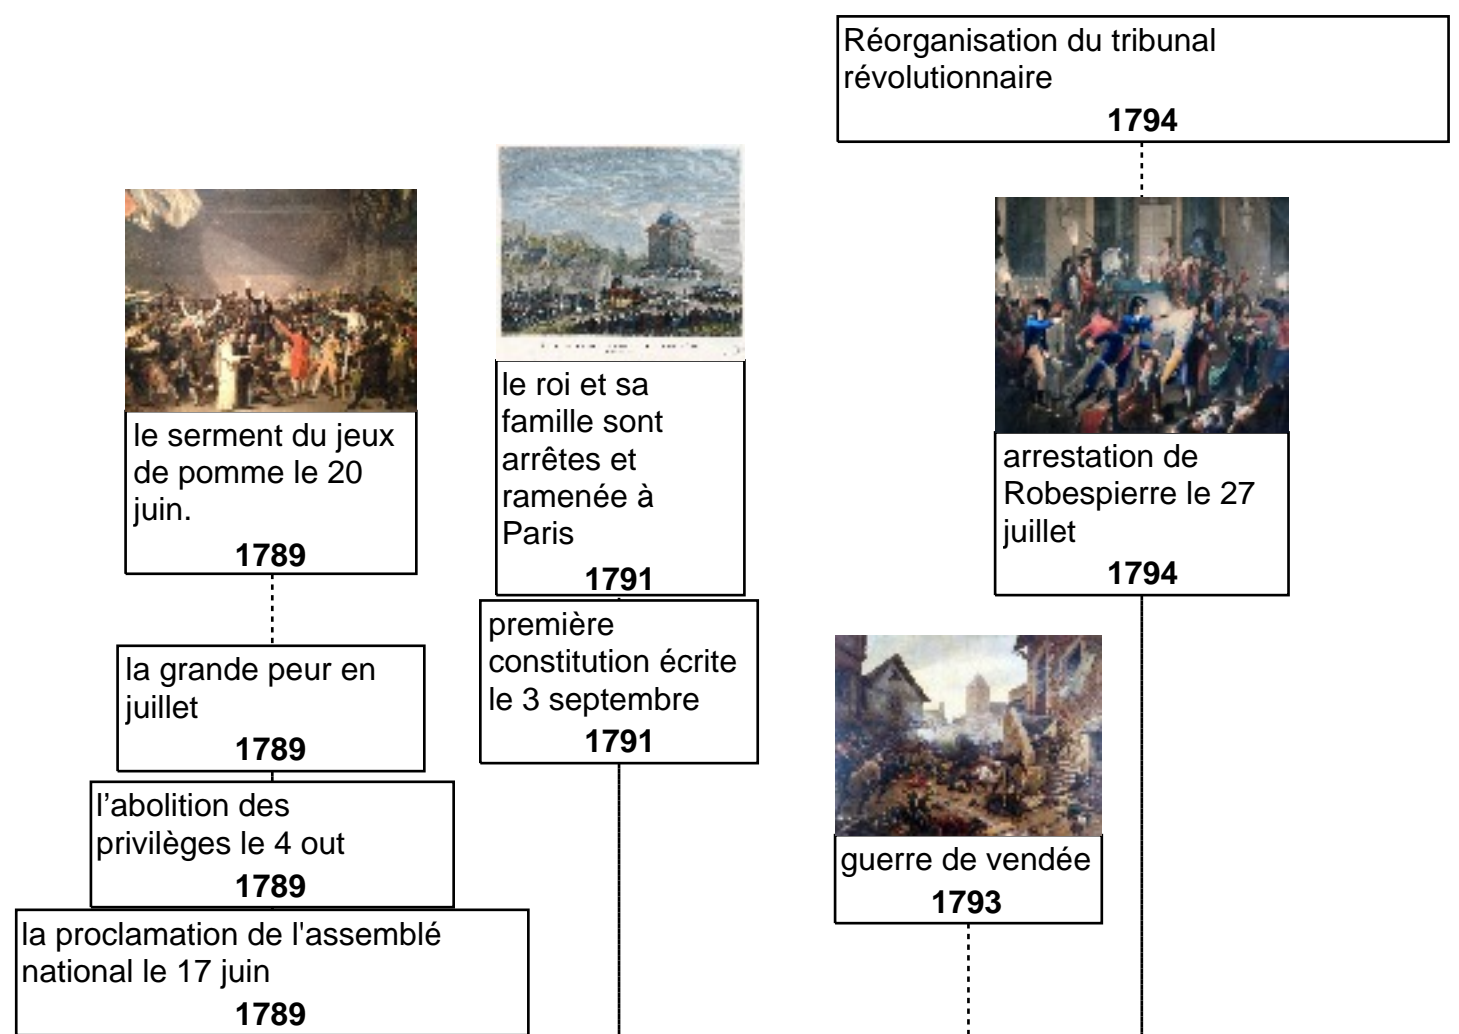 Réorganisation du tribunal
révolutionnaire
1794
le serment du jeux
de pomme le 20
juin.
1789
le roi et sa
famille sont
arrêtes et
ramenée à
Paris
1791
arrestation de
Robespierre le 27
juillet
1794
la grande peur en
juillet
1789
première
constitution écrite
le 3 septembre
1791
l'abolition des
privilèges le 4 out
1789
guerre de vendée
1793
la proclamation de l'assemblé
national le 17 juin
1789